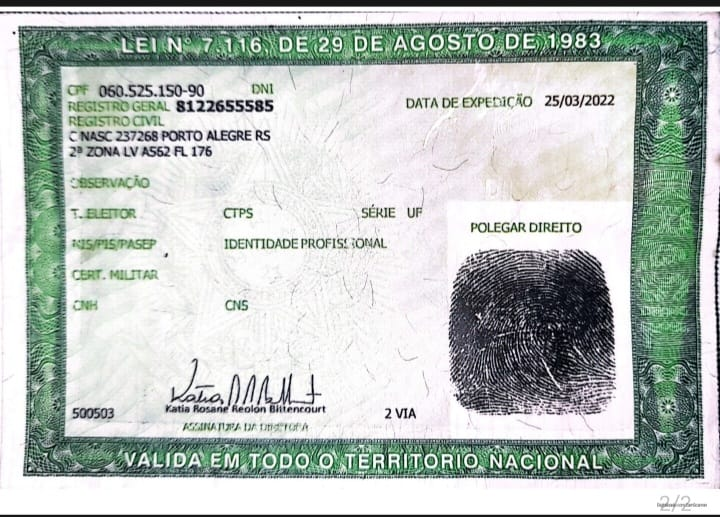 LEI Nº 7.116, DE 29 DE AGOSTO DE 1983
CPF 060.525.150-90 DNI
REGISTRO GERAL 8122655585 DATA DE EXPEDIÇÃO 25/03/2022
REGISTRO CIVIL
C NASC 237268 PORTO ALEGRE RS
2ª ZONA LV A562 FL 176
OBSERVAÇÃO
T. ELEITOR CTPS SÉRIE UF
POLEGAR DIREITO
NIS/PIS/PASEP IDENTIDADE PROFISSIONAL
CERT. MILITAR
CNH CNS
Katia Rosane Reolon Bittencourt
500503 2 VIA
ASSINATURA DA DIRETORA
VALIDA EM TODO O TERRITÓRIO NACIONAL
2/2